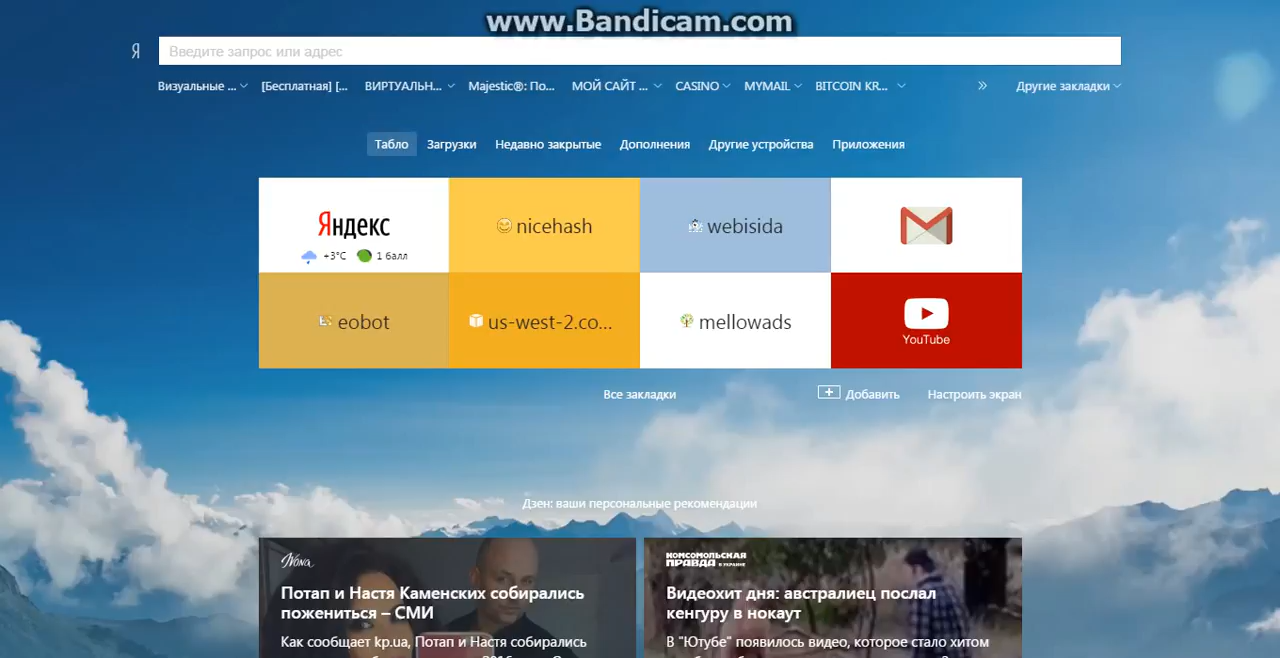 www.Bandicam.com
Я
Введите запрос или адрес
Визуальные ... [Бесплатная] [... ВИРТУАЛЬН... Majestic®: По... МОЙ САЙТ ... CASINO MYMAIL BITCOIN KR... » Другие закладки
Табло Загрузки Недавно закрытые Дополнения Другие устройства Приложения
Яндекс
+3°C 1 балл
nicehash
webisida
eobot
us-west-2.co...
mellowads
YouTube
Все закладки Добавить Настроить экран
Дзен: ваши персональные рекомендации
Wona
Потап и Настя Каменских собирались
пожениться – СМИ
Как сообщает kp.ua, Потап и Настя собирались
КОМСОМОЛЬСКАЯ
ПРАВДА В УКРАИНЕ
Видеохит дня: австралиец послал
кенгуру в нокаут
В "Ютубе" появилось видео, которое стало хитом